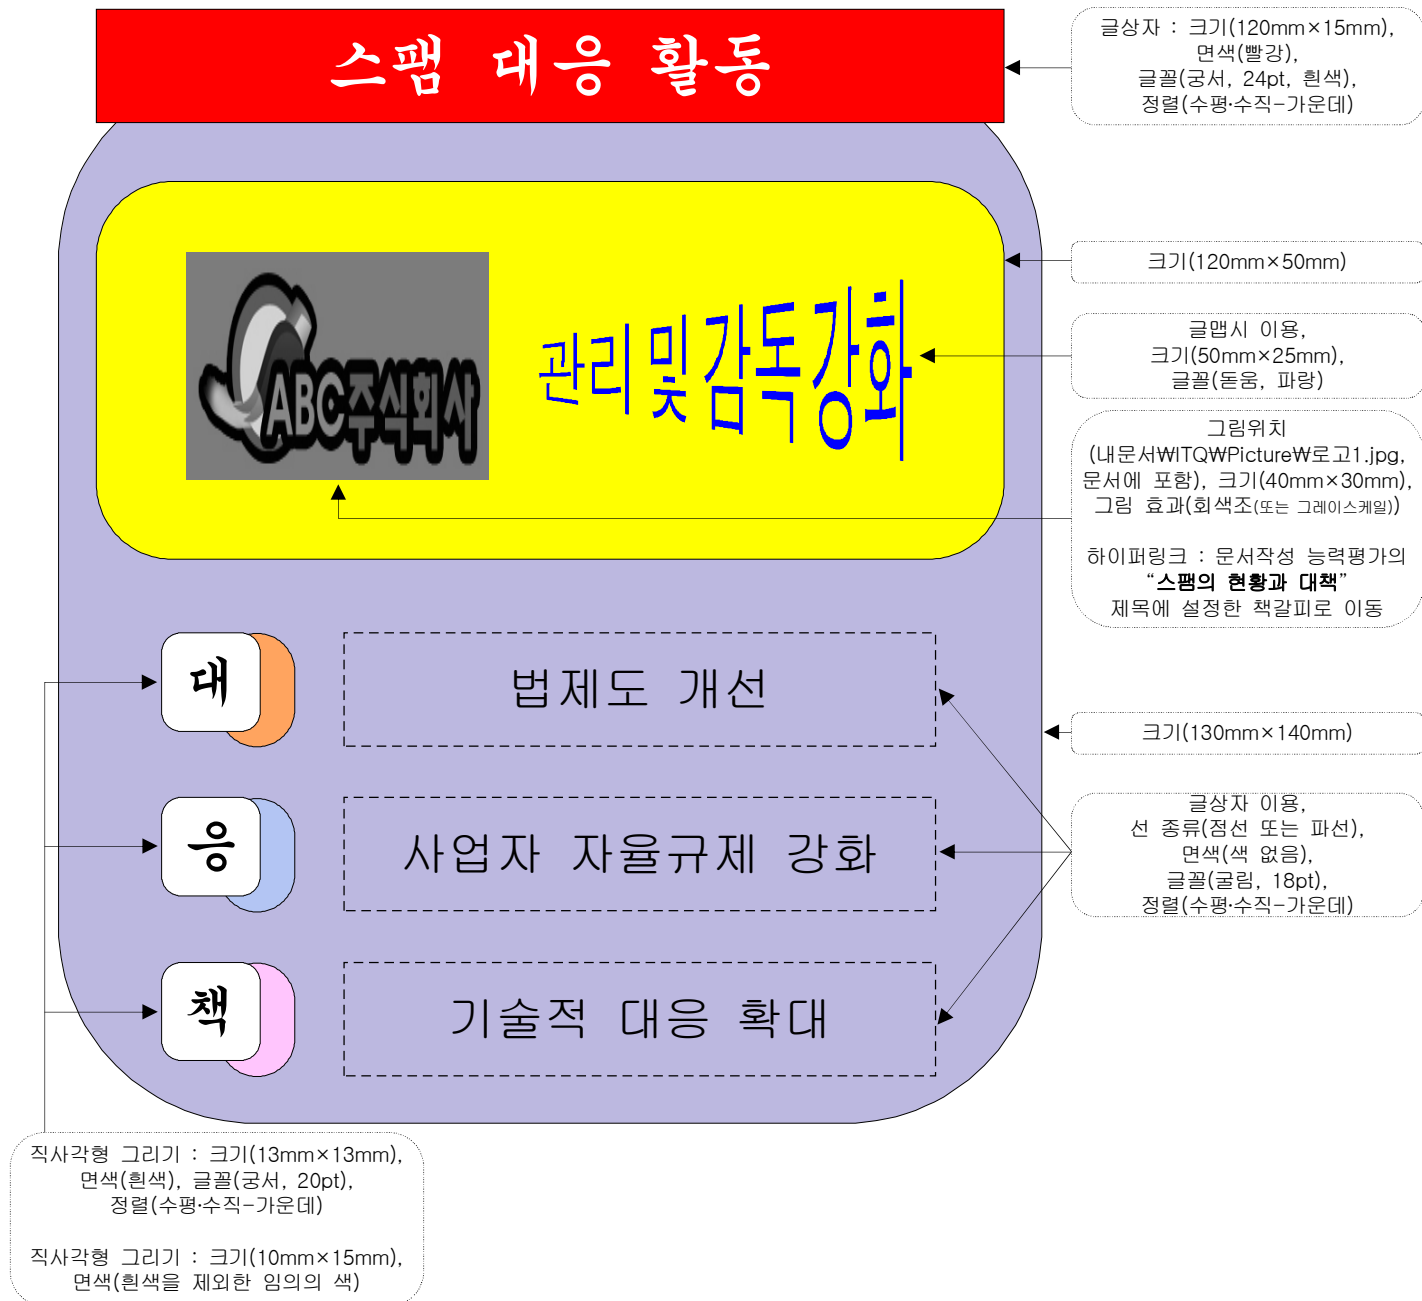 스팸 대응 활동
글상자 : 크기(120mm×15mm),
면색(빨강),
글꼴(궁서, 24pt, 흰색),
정렬(수평·수직-가운데)
크기(120mm×50mm)
ABC주식회사
관리 및 감독 강화
글맵시 이용,
크기(50mm×25mm),
글꼴(돋움, 파랑)
그림위치
(내문서₩ITQ₩Picture₩로고1.jpg,
문서에 포함), 크기(40mm×30mm),
그림 효과(회색조(또는 그레이스케일))
하이퍼링크 : 문서작성 능력평가의
“스팸의 현황과 대책”
제목에 설정한 책갈피로 이동
대
법제도 개선
크기(130mm×140mm)
응
사업자 자율규제 강화
글상자 이용,
선 종류(점선 또는 파선),
면색(색 없음),
글꼴(굴림, 18pt),
정렬(수평·수직-가운데)
책
기술적 대응 확대
직사각형 그리기 : 크기(13mm×13mm),
면색(흰색), 글꼴(궁서, 20pt),
정렬(수평·수직-가운데)
직사각형 그리기 : 크기(10mm×15mm),
면색(흰색을 제외한 임의의 색)